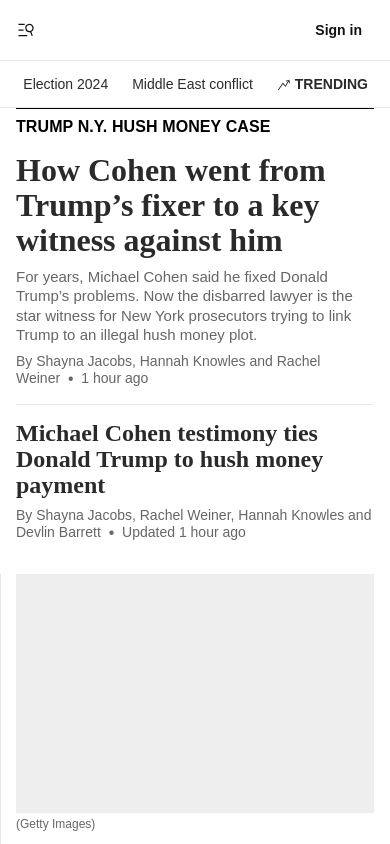 Sign in
Election 2024
Middle East conflict
TRENDING
TRUMP N.Y. HUSH MONEY CASE
How Cohen went from
Trump’s fixer to a key
witness against him
For years, Michael Cohen said he fixed Donald
Trump’s problems. Now the disbarred lawyer is the
star witness for New York prosecutors trying to link
Trump to an illegal hush money plot.
By Shayna Jacobs, Hannah Knowles and Rachel
Weiner • 1 hour ago
Michael Cohen testimony ties
Donald Trump to hush money
payment
By Shayna Jacobs, Rachel Weiner, Hannah Knowles and
Devlin Barrett • Updated 1 hour ago
(Getty Images)